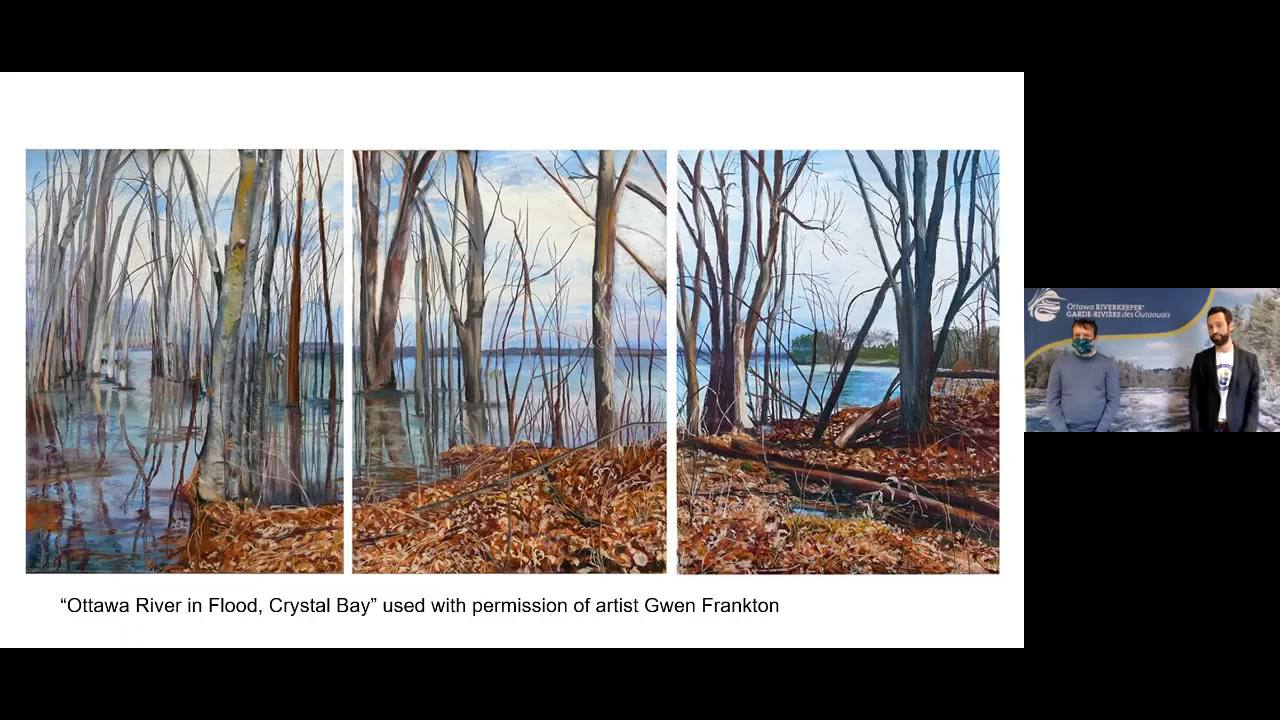 Ottawa RIVERKEEPER®
GARDE-RIVIÈRE des Outaouais
“Ottawa River in Flood, Crystal Bay” used with permission of artist Gwen Frankton